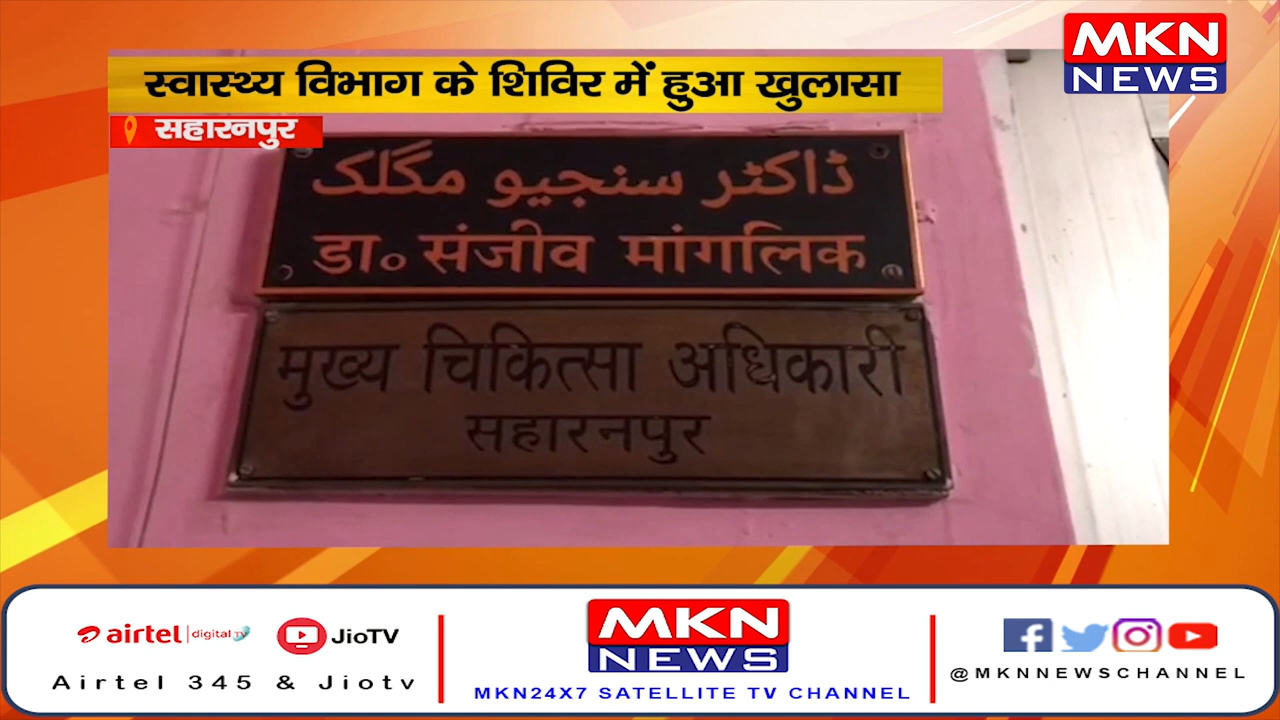 MKN
NEWS
स्वास्थ्य विभाग के शिविर में हुआ खुलासा
सहारनपुर
ڈاکٹر سنجیو مگلک
डा॰ संजीव मांगलिक
मुख्य चिकित्सा अधिकारी
सहारनपुर
airtel digital TV
JioTV
Airtel 345 & Jiotv
MKN
NEWS
MKN24X7 SATELLITE TV CHANNEL
@MKNNEWSCHANNEL